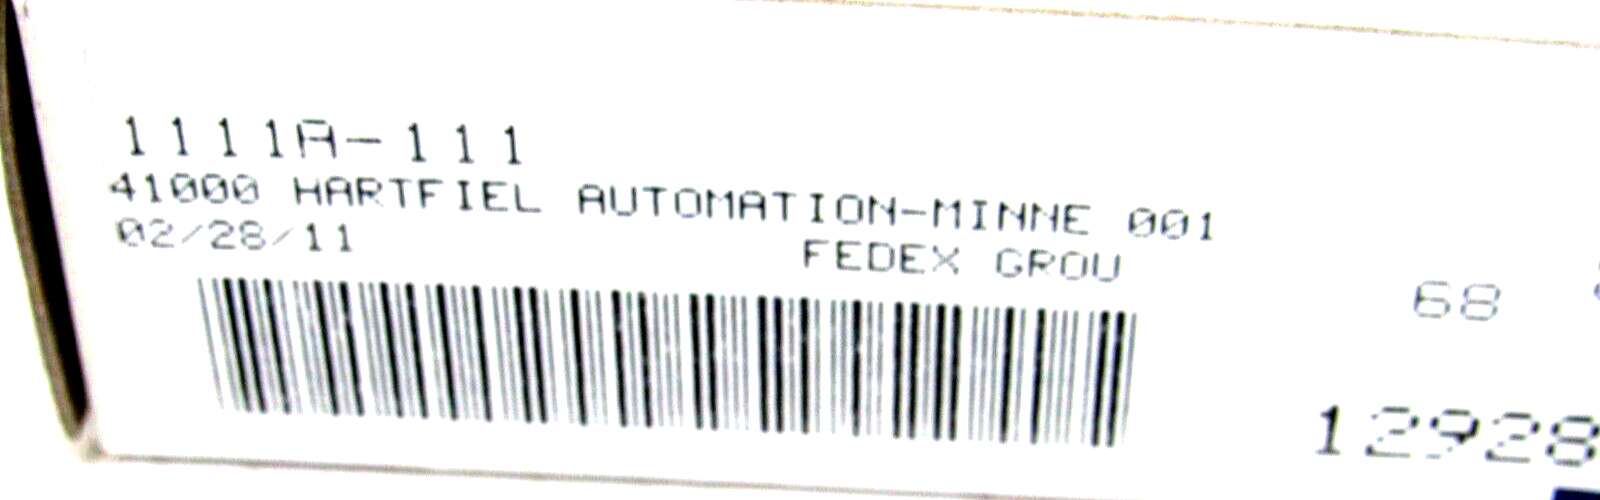 1111A-111
41000 HARTFIEL AUTOMATION-MINNE 001
02/28/11
FEDEX GROU
68
12928